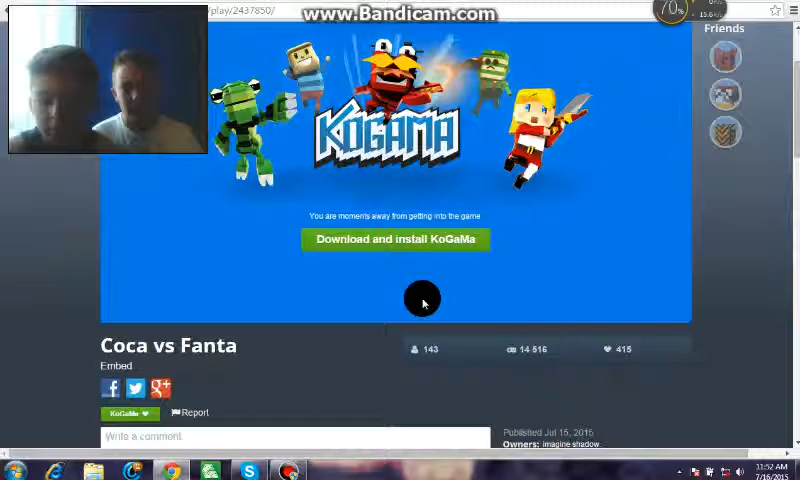 www.Bandicam.com
/play/2437850/
70%
15.6K/s
Friends
KOGAMA
You are moments away from getting into the game
Download and install KoGaMa
Coca vs Fanta
143
14 516
415
Embed
KoGaMa
Report
Write a comment
Published Jul 15, 2015
Owners: imagine shadow
11:52 AM
7/16/2015